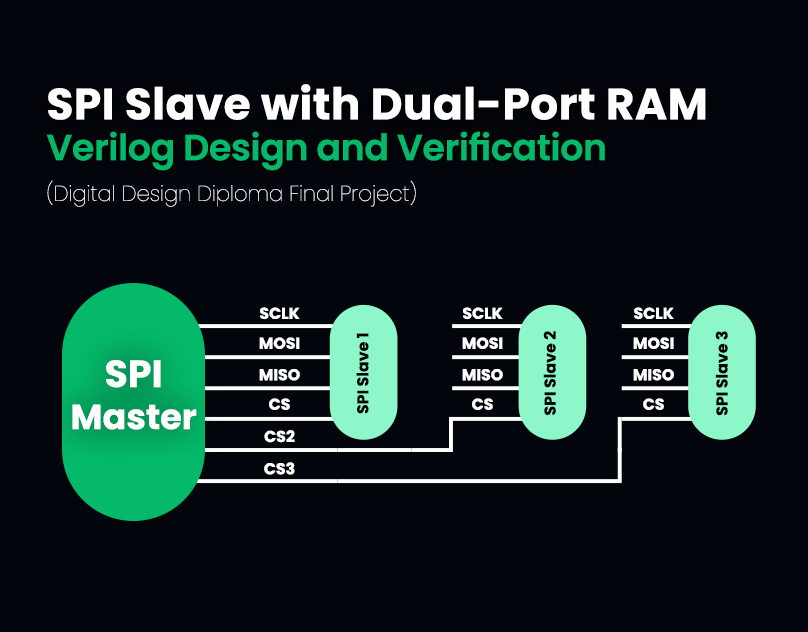 SPI Slave with Dual-Port RAM
Verilog Design and Verification
(Digital Design Diploma Final Project)
SPI
Master
SCLK
MOSI
MISO
CS
CS2
CS3
SPI Slave 1
SCLK
MOSI
MISO
CS
SPI Slave 2
SCLK
MOSI
MISO
CS
SPI Slave 3